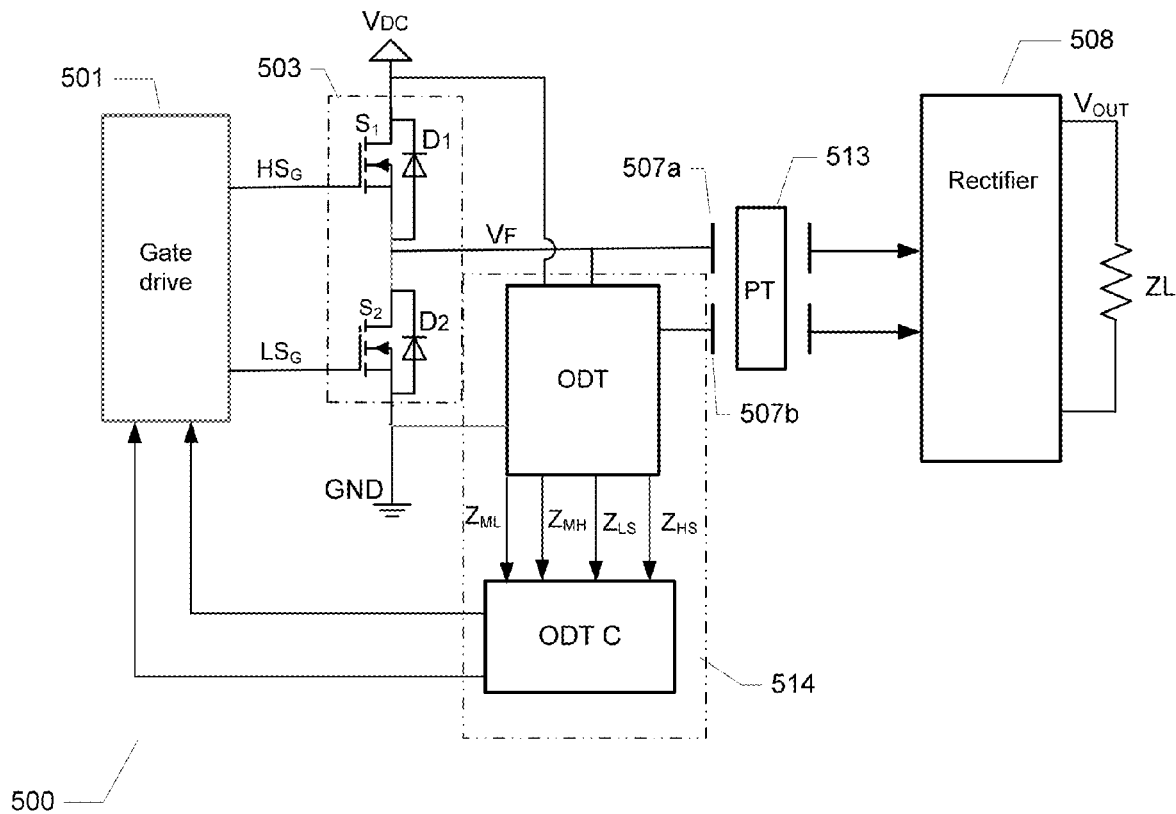 VDC
508
501
503
VOUT
S1
D1
507a
513
HSG
Rectifier
Gate
drive
VF
PT
ZL
S2
D2
LSG
ODT
507b
GND
ZML
ZMH
ZLS
ZHS
ODT C
514
500